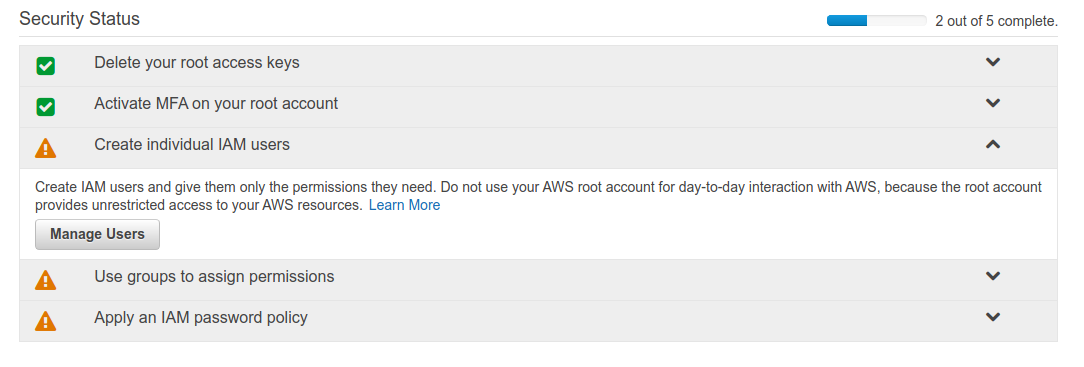 Security Status
2 out of 5 complete.
Delete your root access keys
Activate MFA on your root account
Create individual IAM users
Create IAM users and give them only the permissions they need. Do not use your AWS root account for day-to-day interaction with AWS, because the root account
provides unrestricted access to your AWS resources. Learn More
Manage Users
Use groups to assign permissions
Apply an IAM password policy